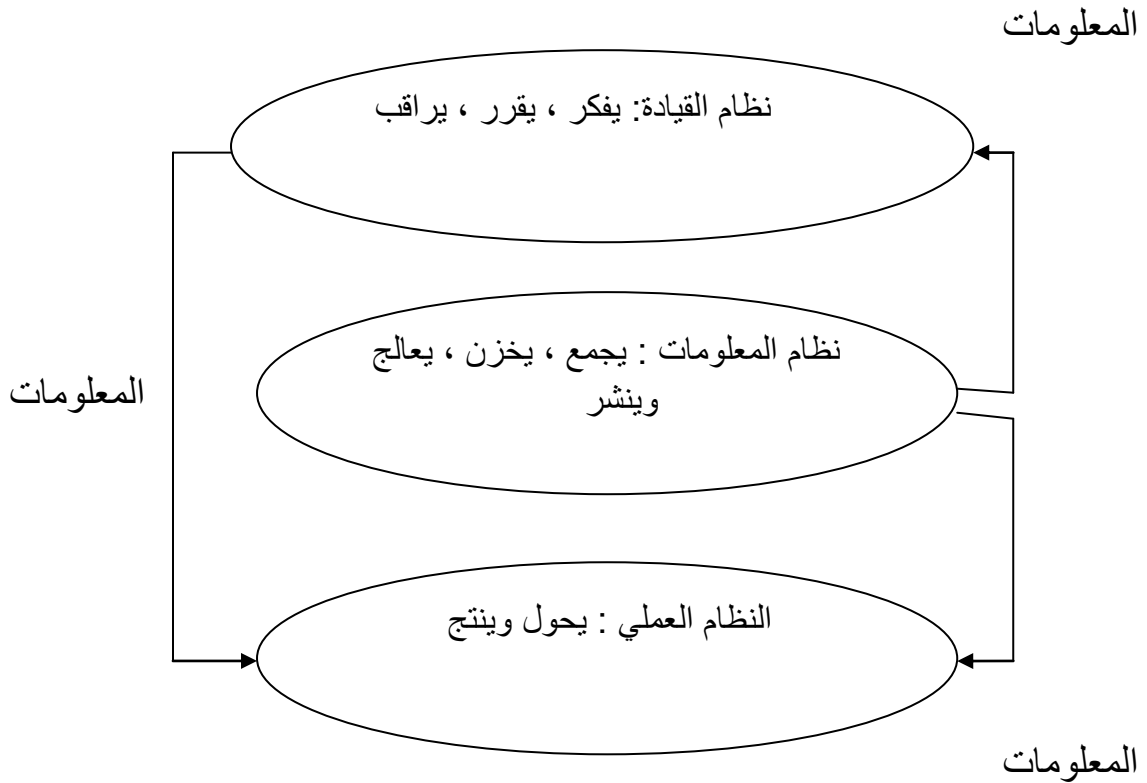 المعلومات
نظام القيادة: يفكر ، يقرر ، يراقب
نظام المعلومات : يجمع ، يخزن ، يعالج
وينشر
المعلومات
النظام العملي : يحول وينتج
المعلومات